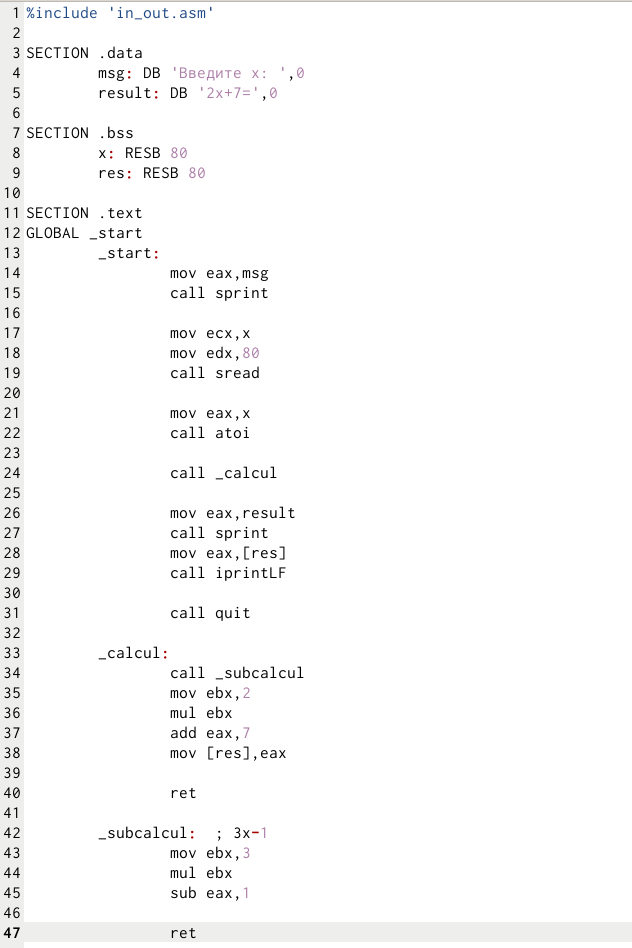 1 %include 'in_out.asm'
2
3 SECTION .data
4 msg: DB 'Введите x: ',0
5 result: DB '2x+7=',0
6
7 SECTION .bss
8 x: RESB 80
9 res: RESB 80
10
11 SECTION .text
12 GLOBAL _start
13 _start:
14 mov eax,msg
15 call sprint
16
17 mov ecx,x
18 mov edx,80
19 call sread
20
21 mov eax,x
22 call atoi
23
24 call _calcul
25
26 mov eax,result
27 call sprint
28 mov eax,[res]
29 call iprintLF
30
31 call quit
32
33 _calcul:
34 call _subcalcul
35 mov ebx,2
36 mul ebx
37 add eax,7
38 mov [res],eax
39
40 ret
41
42 _subcalcul: ; 3x-1
43 mov ebx,3
44 mul ebx
45 sub eax,1
46
47 ret